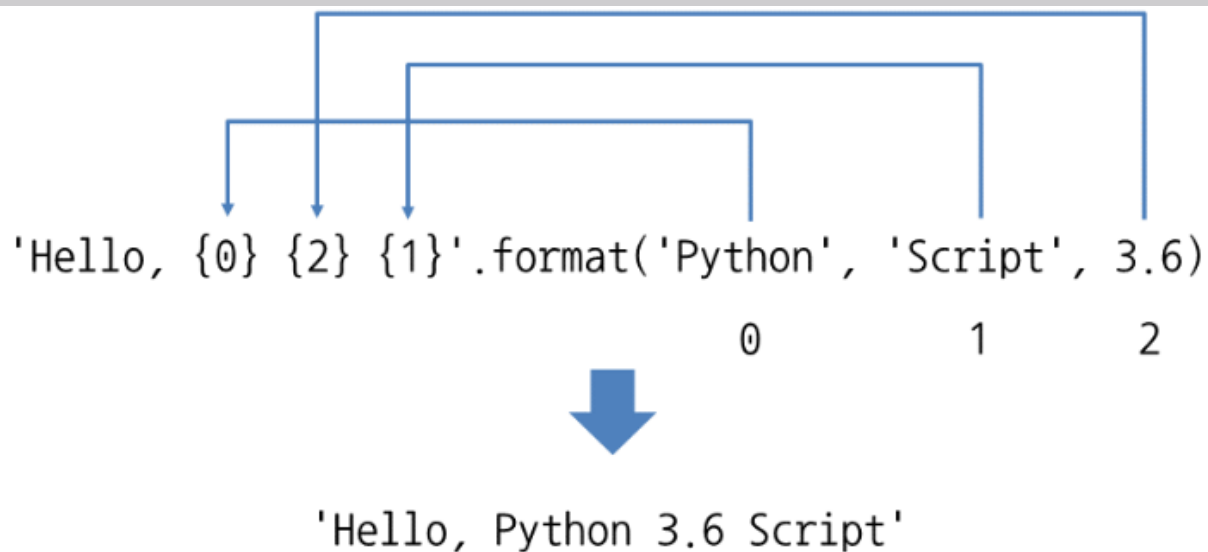 'Hello, {0} {2} {1}'.format('Python', 'Script', 3.6)
0 1 2
'Hello, Python 3.6 Script'